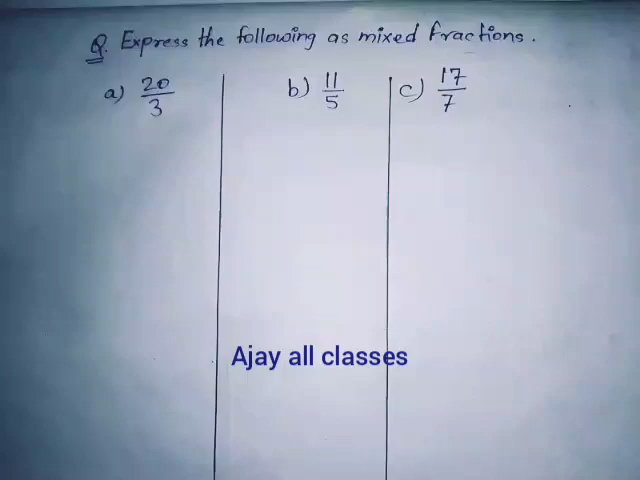 Q. Express the following as mixed fractions.
a) 20/3 b) 11/5 c) 17/7
Ajay all classes